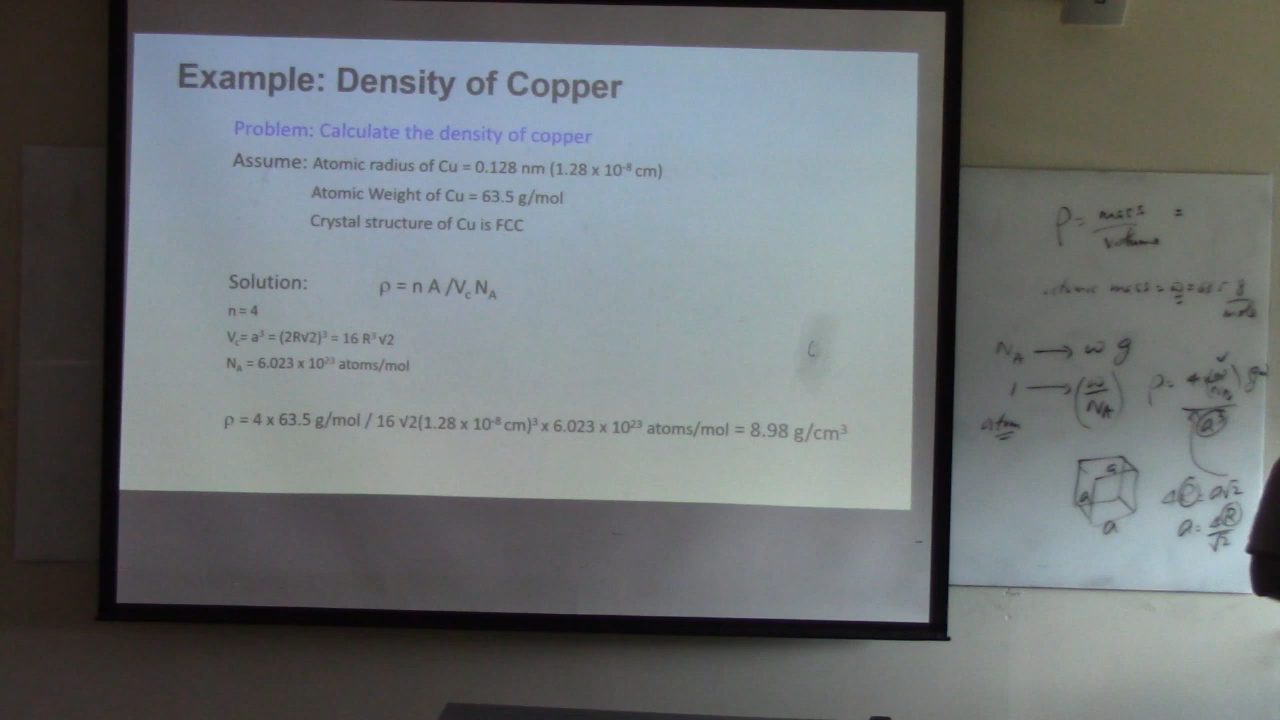 Example: Density of Copper
Problem: Calculate the density of copper
Assume: Atomic radius of Cu = 0.128 nm (1.28 x 10⁻⁸ cm)
Atomic Weight of Cu = 63.5 g/mol
Crystal structure of Cu is FCC
Solution: ρ = n A /V꜀ N_A
n = 4
V꜀= a³ = (2R√2)³ = 16 R³ √2
N_A = 6.023 x 10²³ atoms/mol
ρ = 4 x 63.5 g/mol / 16 √2(1.28 x 10⁻⁸ cm)³ x 6.023 x 10²³ atoms/mol = 8.98 g/cm³
ρ = mass / volume =
mass = ω =
N_A → ω g
1 → (ω/N_A)
atom
a³
a
a
a
a√2
a = 4R/√2